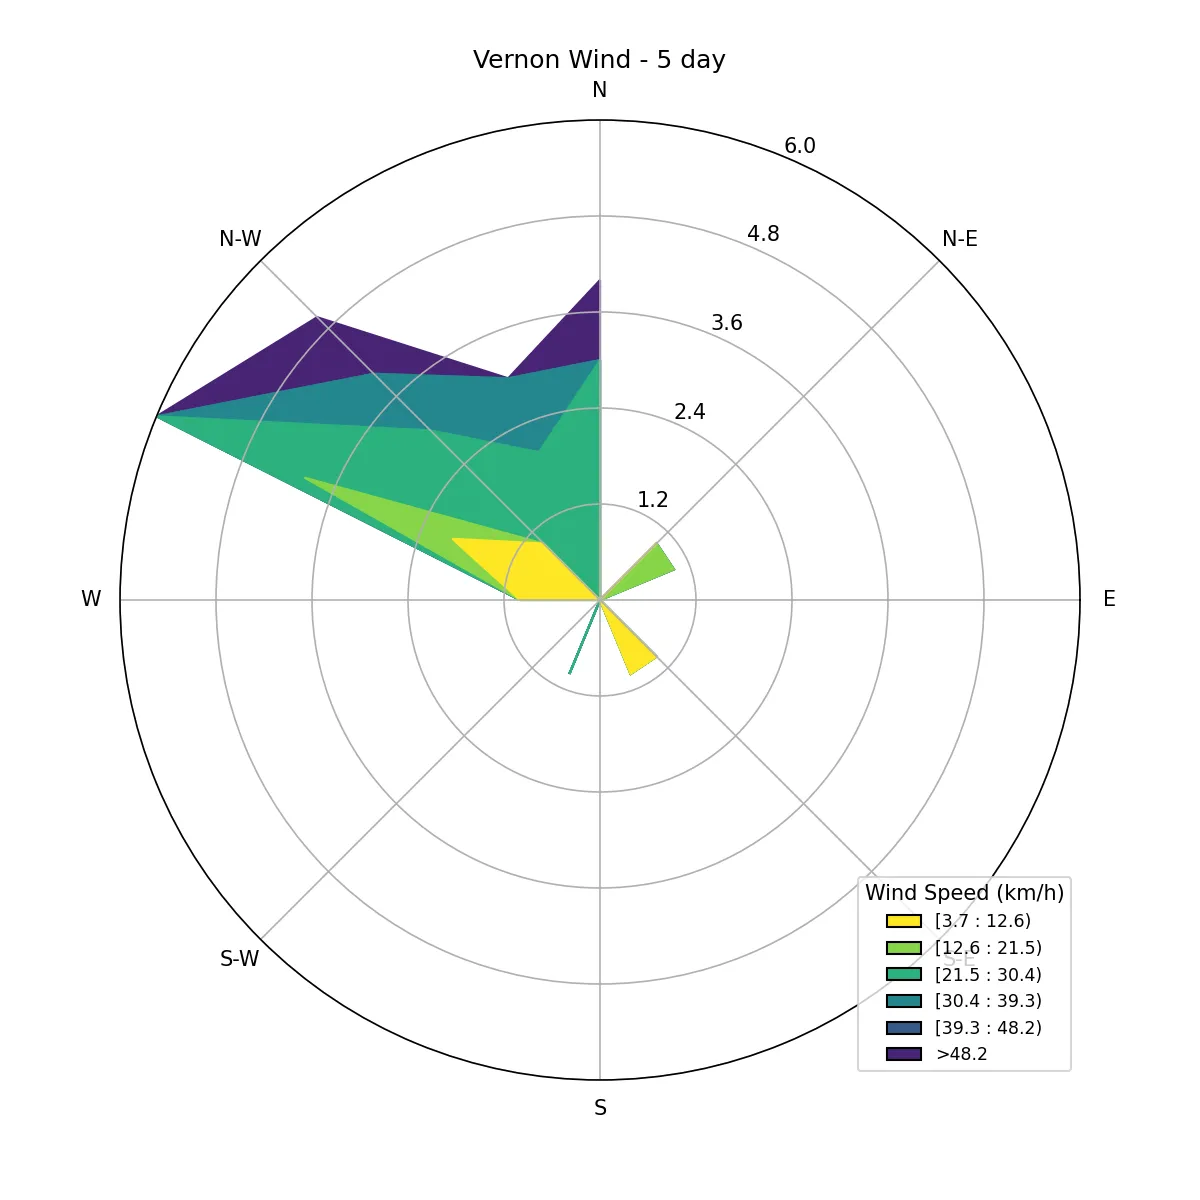 Vernon Wind - 5 day
N
6.0
N-W
N-E
4.8
3.6
2.4
1.2
W
E
S-W
S-E
S
Wind Speed (km/h)
[3.7 : 12.6)
[12.6 : 21.5)
[21.5 : 30.4)
[30.4 : 39.3)
[39.3 : 48.2)
>48.2